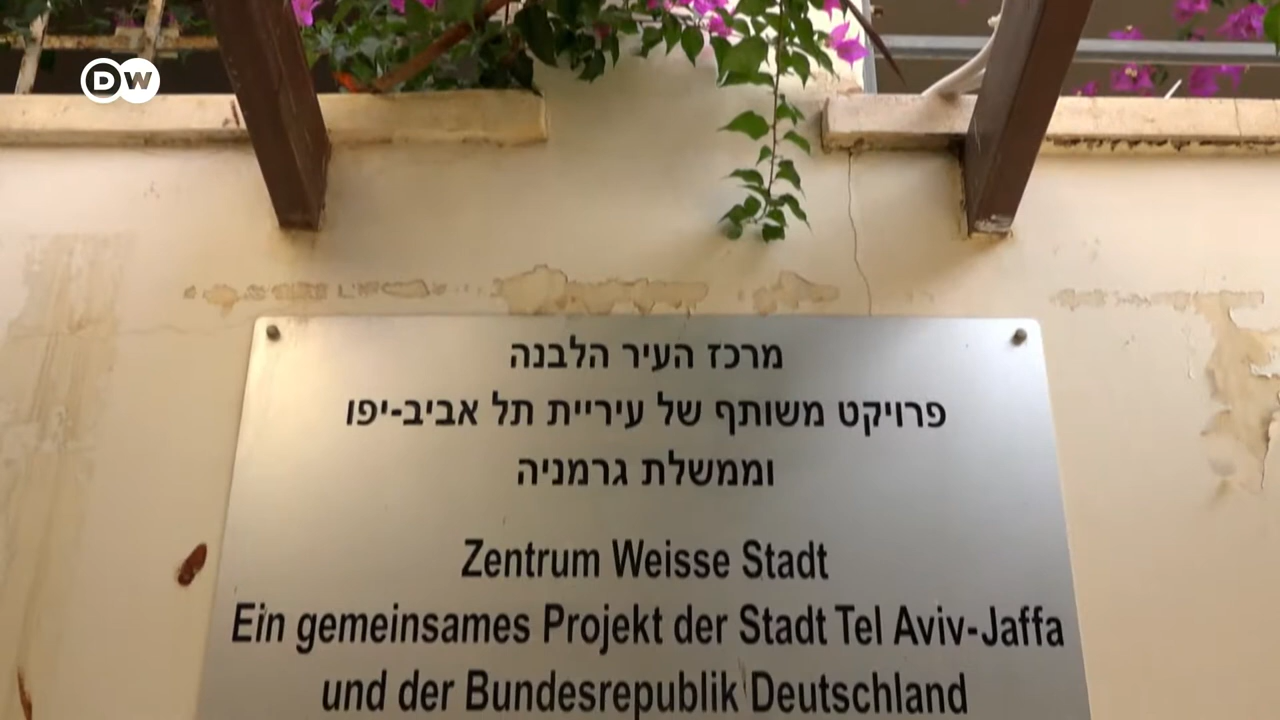 DW
מרכז העיר הלבנה
פרויקט משותף של עיריית תל אביב-יפו
וממשלת גרמניה
Zentrum Weisse Stadt
Ein gemeinsames Projekt der Stadt Tel Aviv-Jaffa
und der Bundesrepublik Deutschland